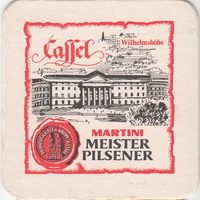 Cassel
Wilhelmshöhe
MARTINI
MEISTER
PILSENER